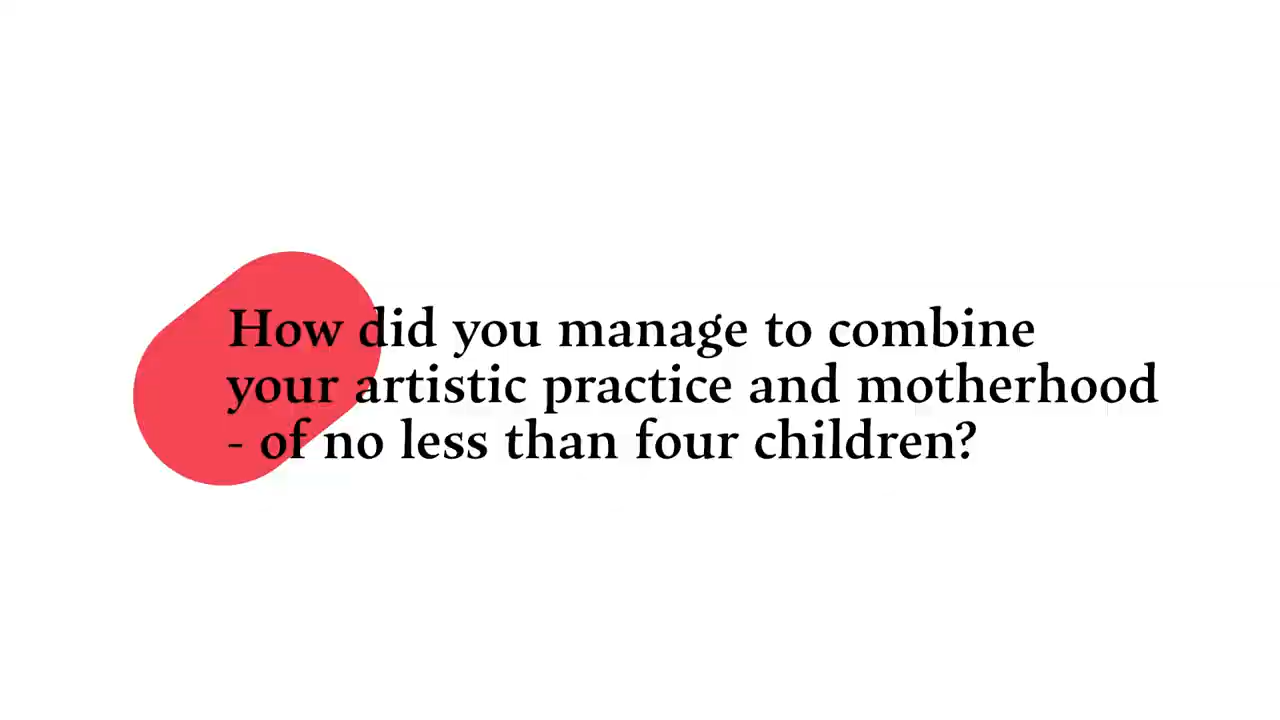 How did you manage to combine
your artistic practice and motherhood
- of no less than four children?